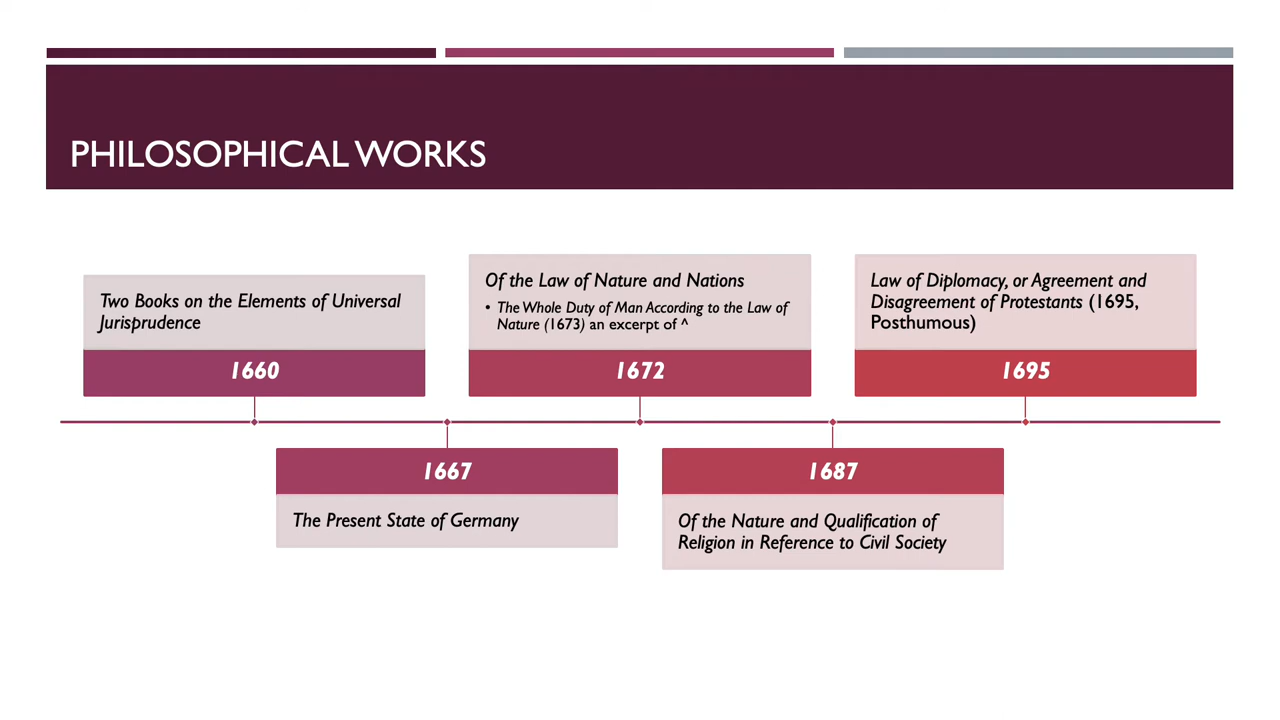 PHILOSOPHICAL WORKS
Two Books on the Elements of Universal
Jurisprudence
1660
Of the Law of Nature and Nations
• The Whole Duty of Man According to the Law of
Nature (1673) an excerpt of ^
1672
Law of Diplomacy, or Agreement and
Disagreement of Protestants (1695,
Posthumous)
1695
1667
The Present State of Germany
1687
Of the Nature and Qualification of
Religion in Reference to Civil Society